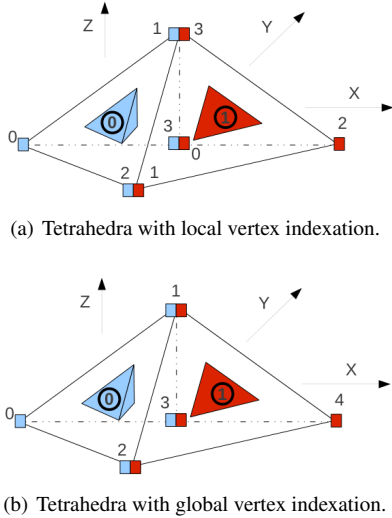 Z
Y
X
1 3
0
0
1
3
0
2
2 1
(a) Tetrahedra with local vertex indexation.
Z
Y
X
1
0
0
1
3
4
2
(b) Tetrahedra with global vertex indexation.